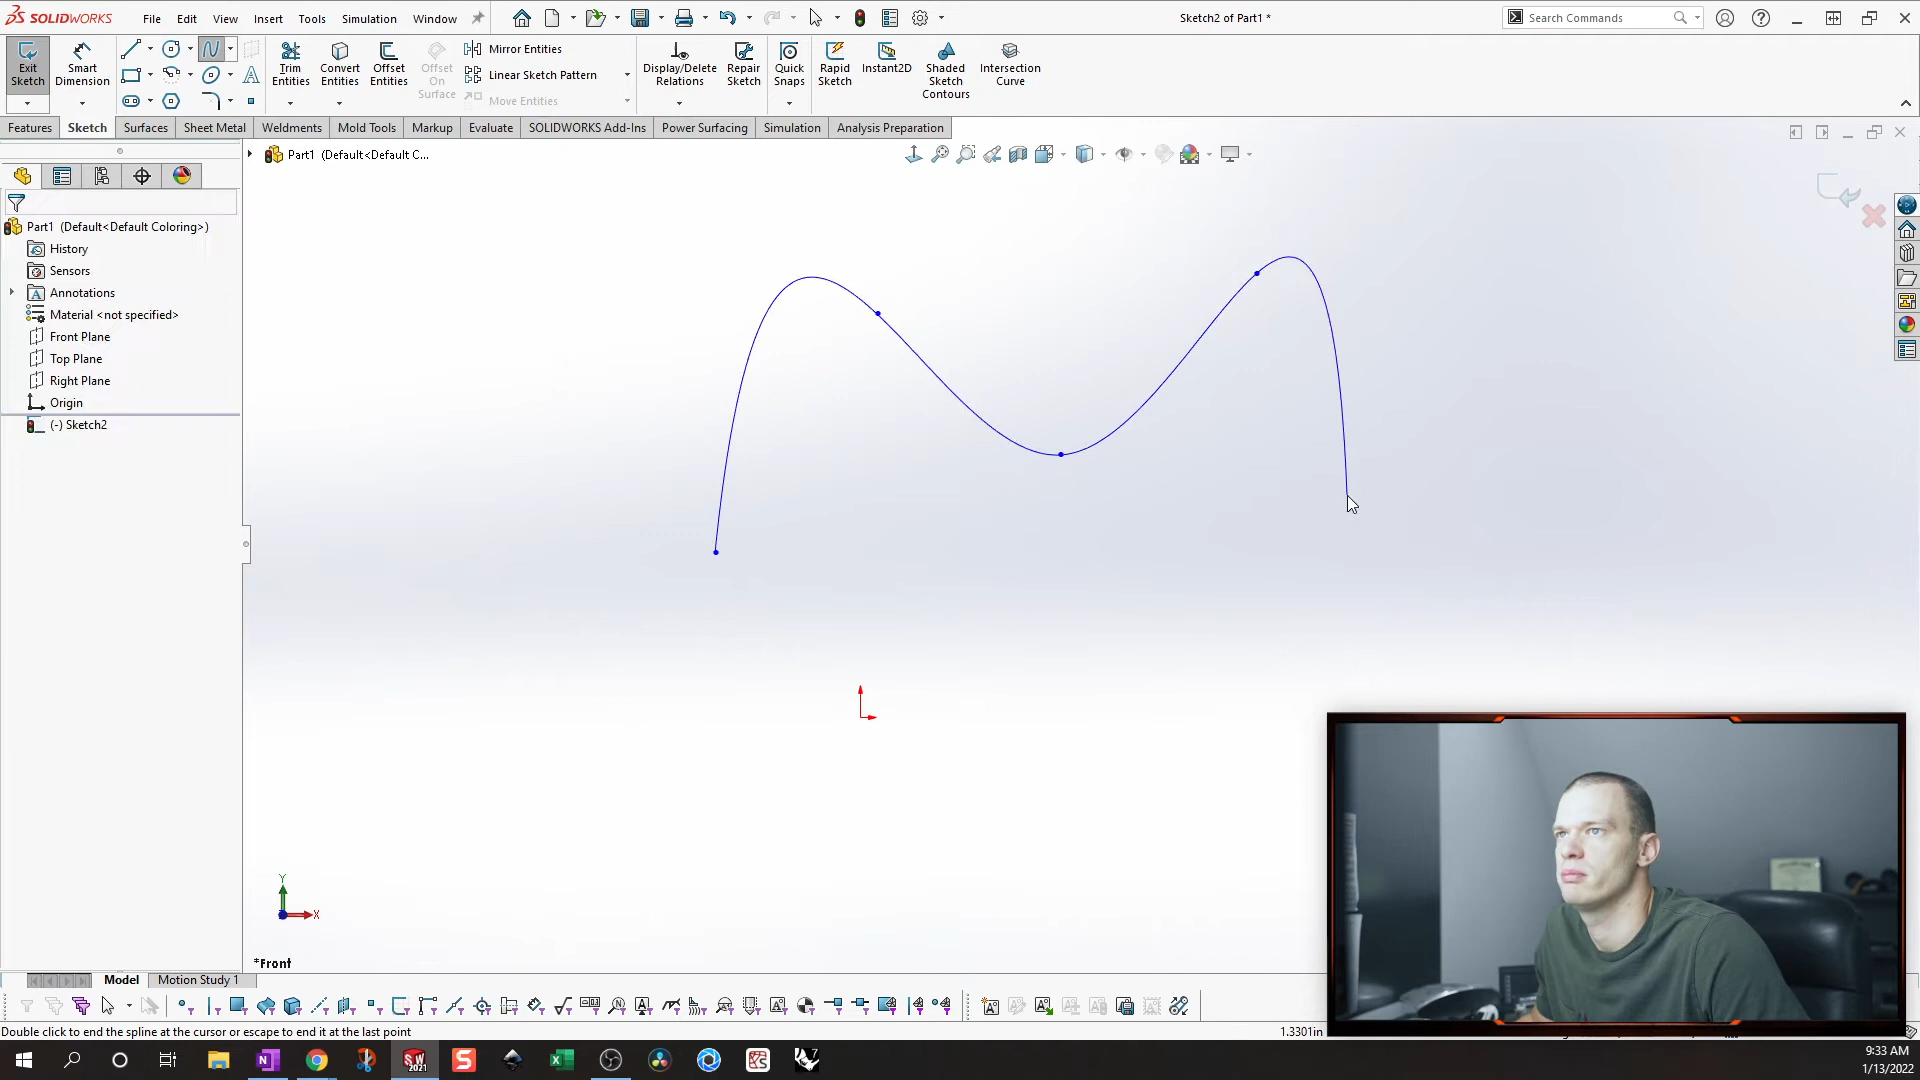 SOLIDWORKS
File
Edit
View
Insert
Tools
Simulation
Window
Sketch2 of Part1 *
Search Commands
Exit
Sketch
Smart
Dimension
Trim
Entities
Convert
Entities
Offset
Entities
Offset
On
Surface
Mirror Entities
Linear Sketch Pattern
Move Entities
Display/Delete
Relations
Repair
Sketch
Quick
Snaps
Rapid
Sketch
Instant2D
Shaded
Sketch
Contours
Intersection
Curve
Features
Sketch
Surfaces
Sheet Metal
Weldments
Mold Tools
Markup
Evaluate
SOLIDWORKS Add-Ins
Power Surfacing
Simulation
Analysis Preparation
Part1 (Default<Default C...
Part1 (Default<Default Coloring>)
History
Sensors
Annotations
Material <not specified>
Front Plane
Top Plane
Right Plane
Origin
(-) Sketch2
Y
X
*Front
Model
Motion Study 1
Double click to end the spline at the cursor or escape to end it at the last point
1.3301in
SW
2021
9:33 AM
1/13/2022